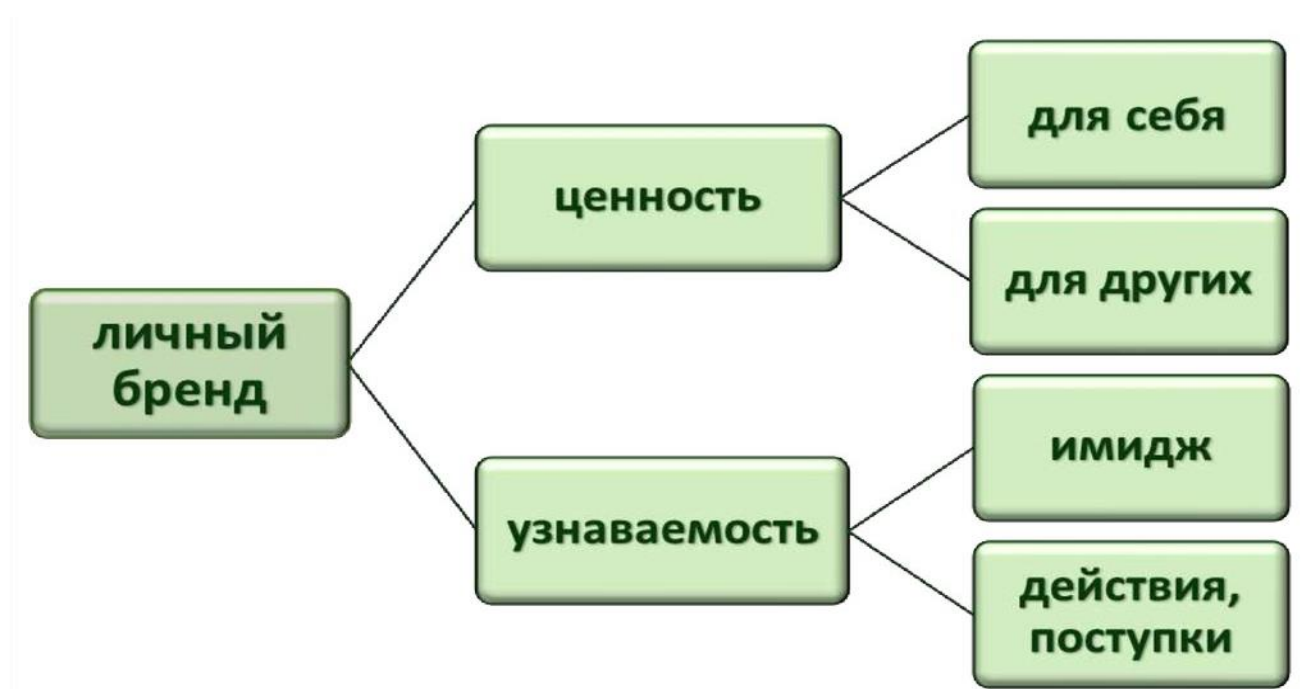 личный
бренд
ценность
для себя
для других
узнаваемость
имидж
действия,
поступки